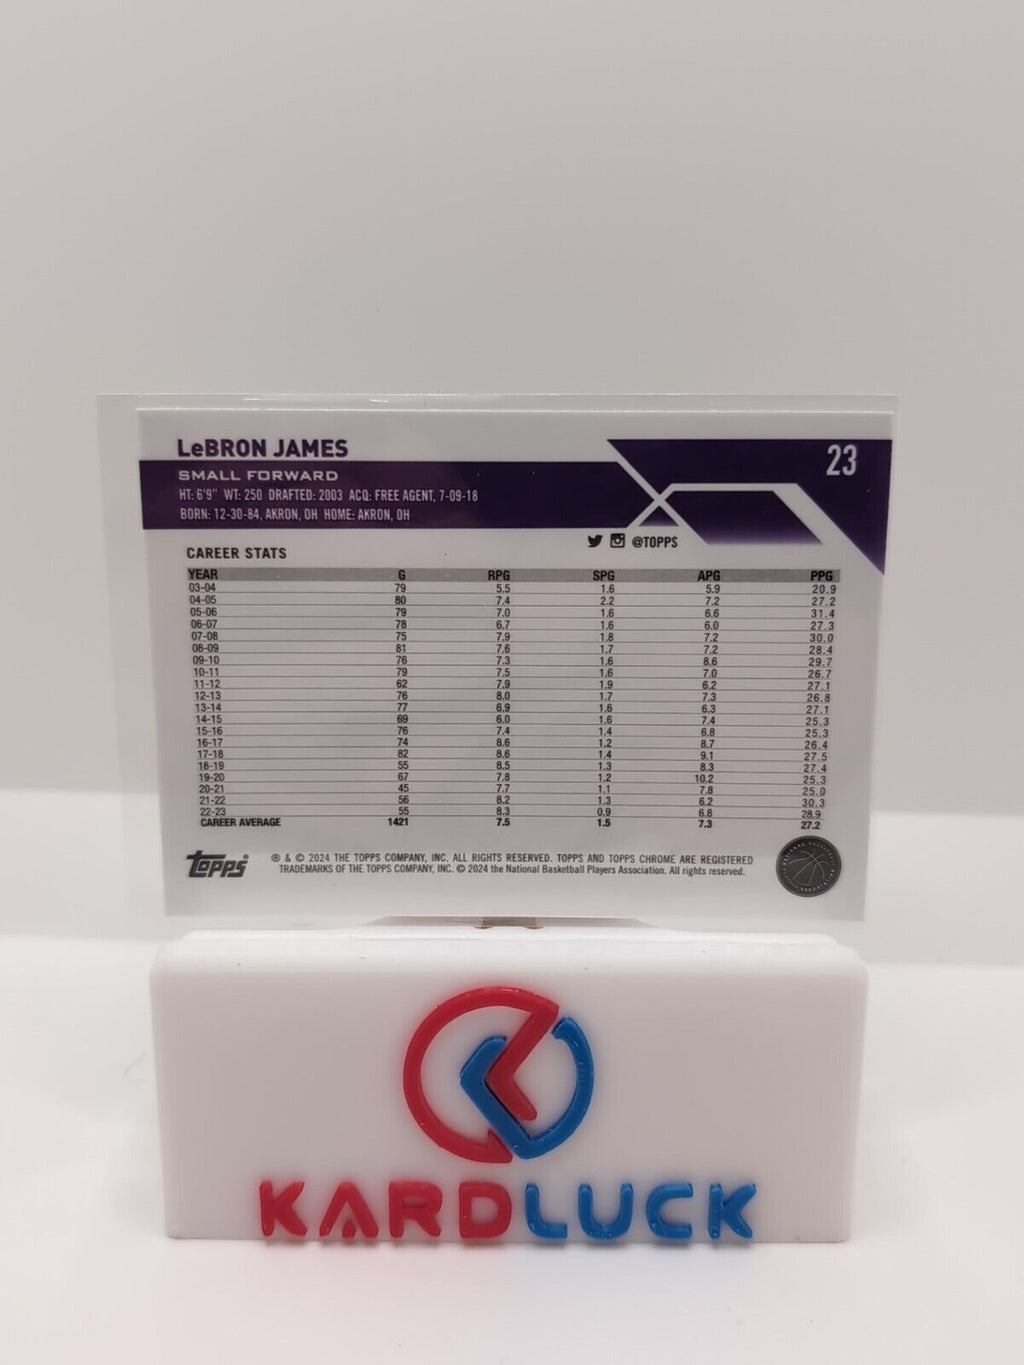 LeBRON JAMES
23
SMALL FORWARD
HT: 6'9" WT: 250 DRAFTED: 2003 ACQ: FREE AGENT, 7-09-18
BORN: 12-30-84, AKRON, OH HOME: AKRON, OH
@TOPPS
CAREER STATS
YEAR G RPG SPG APG PPG
03-04 79 5.5 1.6 5.9 20.9
04-05 80 7.4 2.2 7.2 27.2
05-06 79 7.0 1.6 6.6 31.4
06-07 78 6.7 1.6 6.0 27.3
07-08 75 7.9 1.8 7.2 30.0
08-09 81 7.6 1.7 7.2 28.4
09-10 76 7.3 1.6 8.6 29.7
10-11 79 7.5 1.6 7.0 26.7
11-12 62 7.9 1.9 6.2 27.1
12-13 76 8.0 1.7 7.3 26.8
13-14 77 6.9 1.6 6.3 27.1
14-15 69 6.0 1.6 7.4 25.3
15-16 76 7.4 1.4 6.8 25.3
16-17 74 8.6 1.2 8.7 26.4
17-18 82 8.6 1.4 9.1 27.5
18-19 55 8.5 1.3 8.3 27.4
19-20 67 7.8 1.2 10.2 25.3
20-21 45 7.7 1.1 7.8 25.0
21-22 56 8.2 1.3 6.2 30.3
22-23 55 8.3 0.9 6.8 28.9
CAREER AVERAGE 1421 7.5 1.5 7.3 27.2
Topps
® & © 2024 THE TOPPS COMPANY, INC. ALL RIGHTS RESERVED. TOPPS AND TOPPS CHROME ARE REGISTERED
TRADEMARKS OF THE TOPPS COMPANY, INC. © 2024 the National Basketball Players Association. All rights reserved.
KARDLUCK